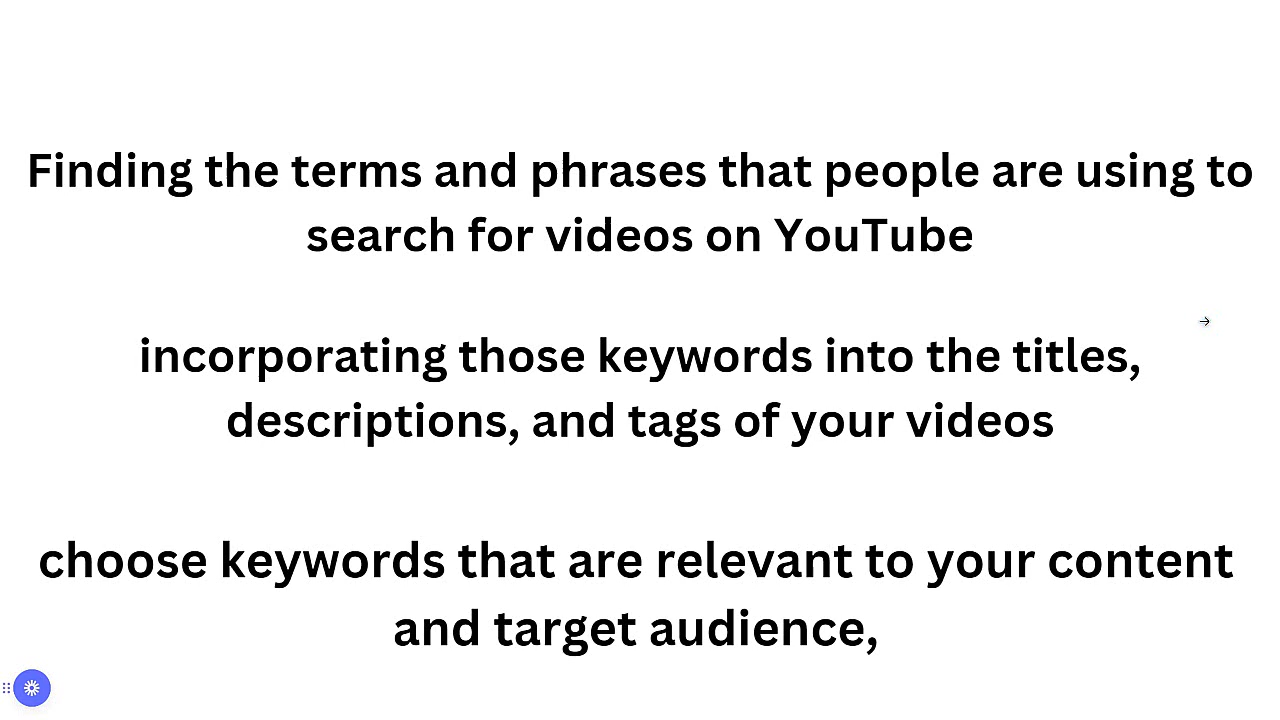 Finding the terms and phrases that people are using to
search for videos on YouTube
incorporating those keywords into the titles,
descriptions, and tags of your videos
choose keywords that are relevant to your content
and target audience,